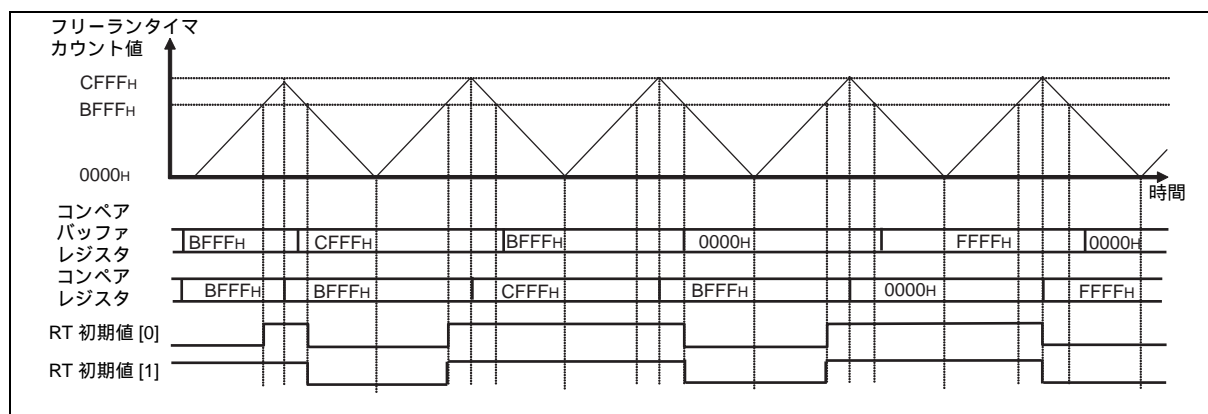 フリーランタイマ
カウント値
CFFFH
BFFFH
0000H
時間
コンペア
バッファ
レジスタ
BFFFH CFFFH BFFFH 0000H FFFFH 0000H
コンペア
レジスタ
BFFFH BFFFH CFFFH BFFFH 0000H FFFFH
RT 初期値 [0]
RT 初期値 [1]